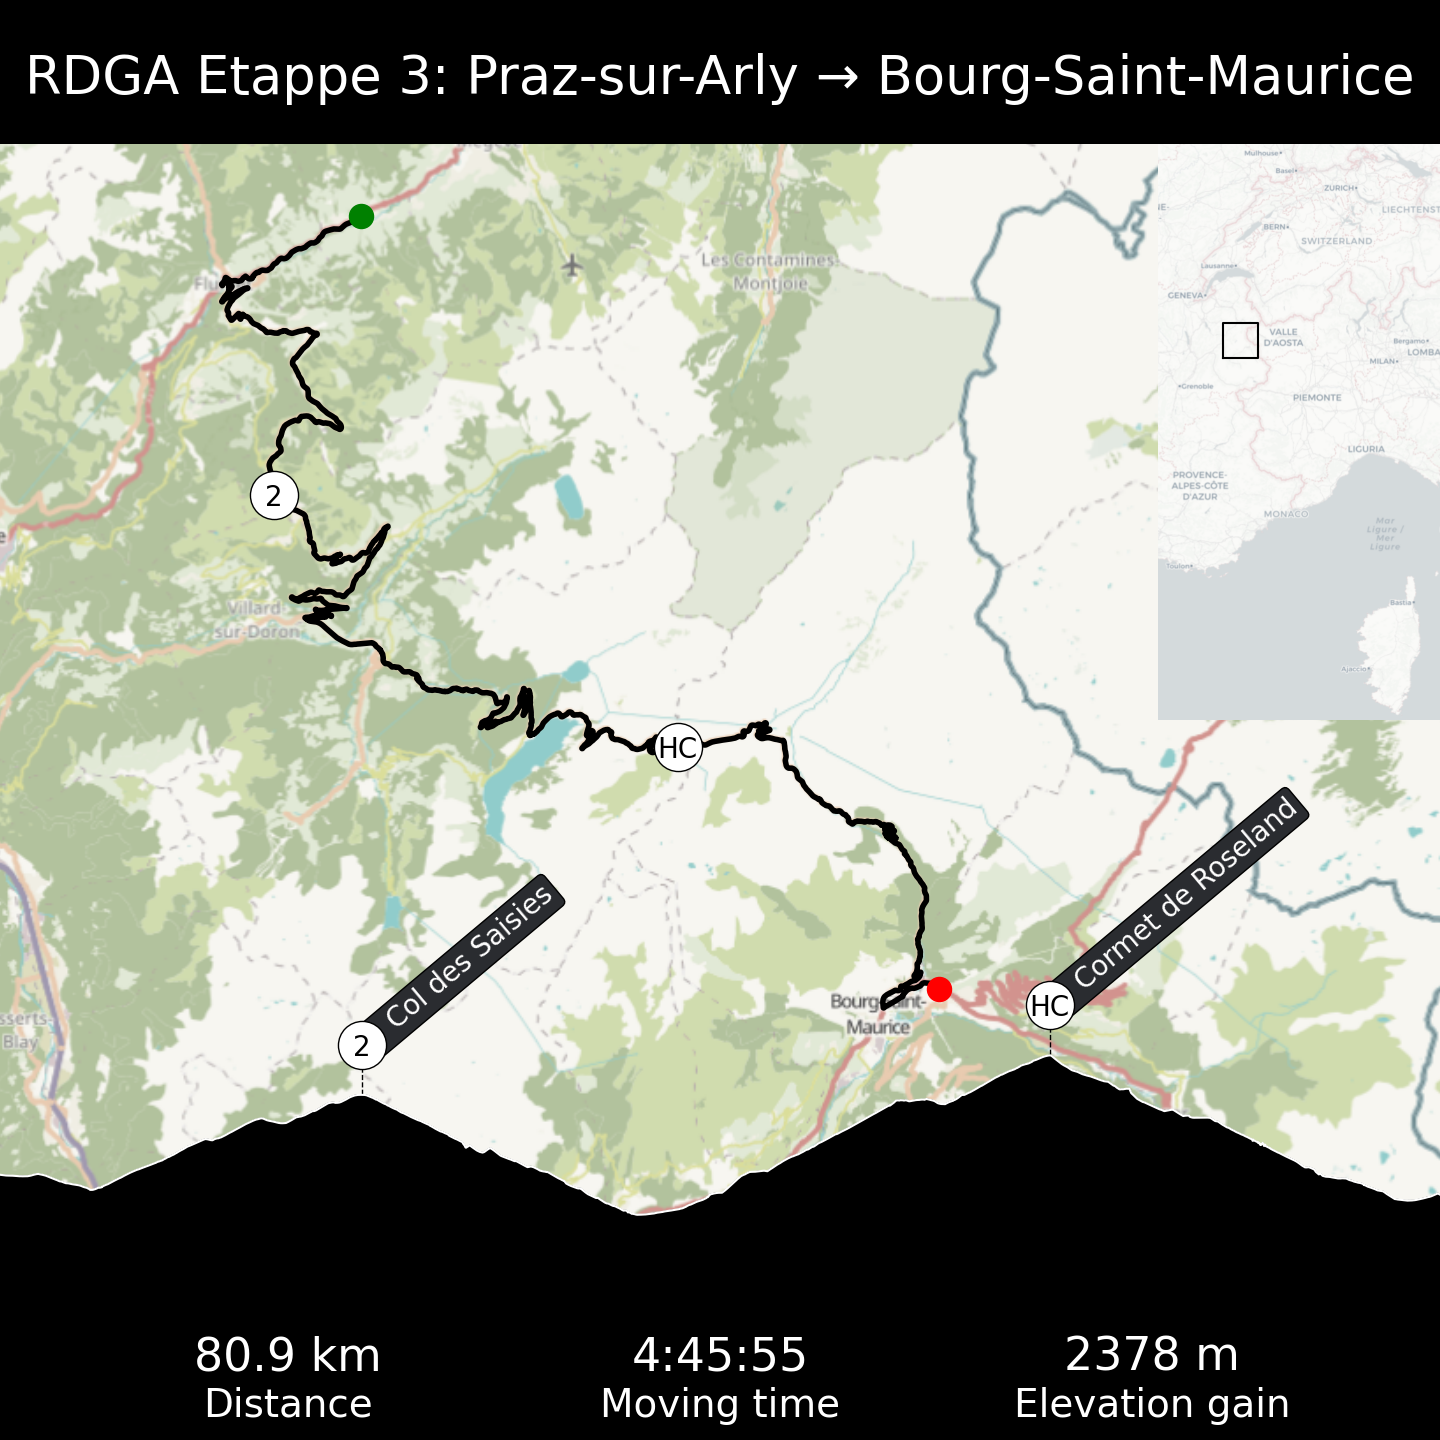 RDGA Etappe 3: Praz-sur-Arly → Bourg-Saint-Maurice
Mulhouse
Basel
ZURICH
LIECHTENST
BERN
SWITZERLAND
Lausanne
GENEVA
VALLE
D'AOSTA
Bergamo
MILAN
LOMBA
Grenoble
PIEMONTE
LIGURIA
PROVENCE-
ALPES-CÔTE
D'AZUR
MONACO
Mar
Ligure /
Mer
Ligure
Toulon
Bastia
Ajaccio
Les Contamines-
Montjoie
2
Villard-
sur-Doron
HC
Cormet de Roseland
HC
Col des Saisies
2
Bourg-Saint-
Maurice
Blay
80.9 km
Distance
4:45:55
Moving time
2378 m
Elevation gain